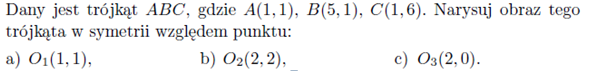 Dany jest trójkąt ABC, gdzie A(1, 1), B(5, 1), C(1, 6). Narysuj obraz tego
trójkąta w symetrii względem punktu:
a) O₁(1, 1), b) O₂(2, 2), c) O₃(2, 0).